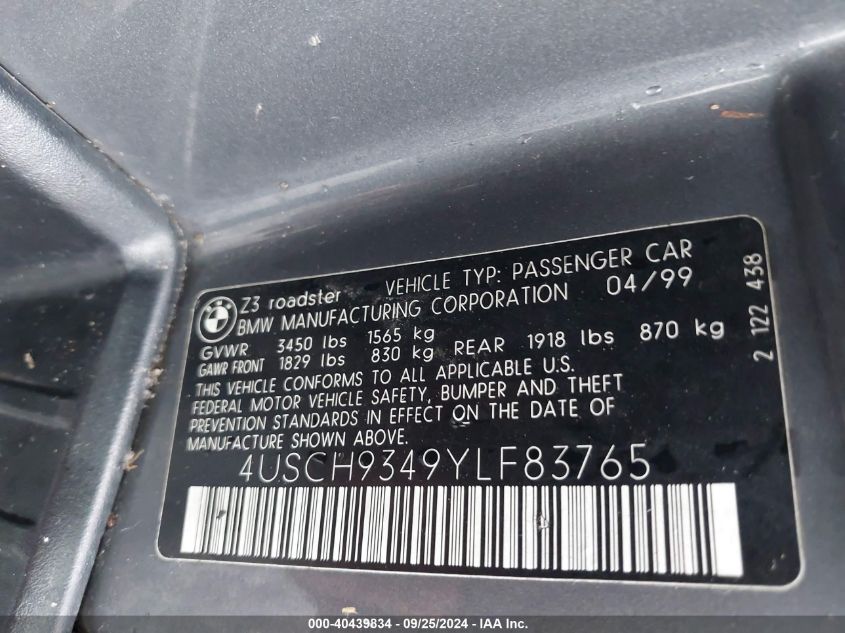 BMW
Z3 roadster VEHICLE TYP: PASSENGER CAR
BMW MANUFACTURING CORPORATION 04/99
GVWR 3450 lbs 1565 kg
GAWR FRONT 1829 lbs 830 kg REAR 1918 lbs 870 kg
THIS VEHICLE CONFORMS TO ALL APPLICABLE U.S.
FEDERAL MOTOR VEHICLE SAFETY, BUMPER AND THEFT
PREVENTION STANDARDS IN EFFECT ON THE DATE OF
MANUFACTURE SHOWN ABOVE.
4USCH9349YLF83765
2 122 438
000-40439834 / 09/25/2024 - IAA Inc.